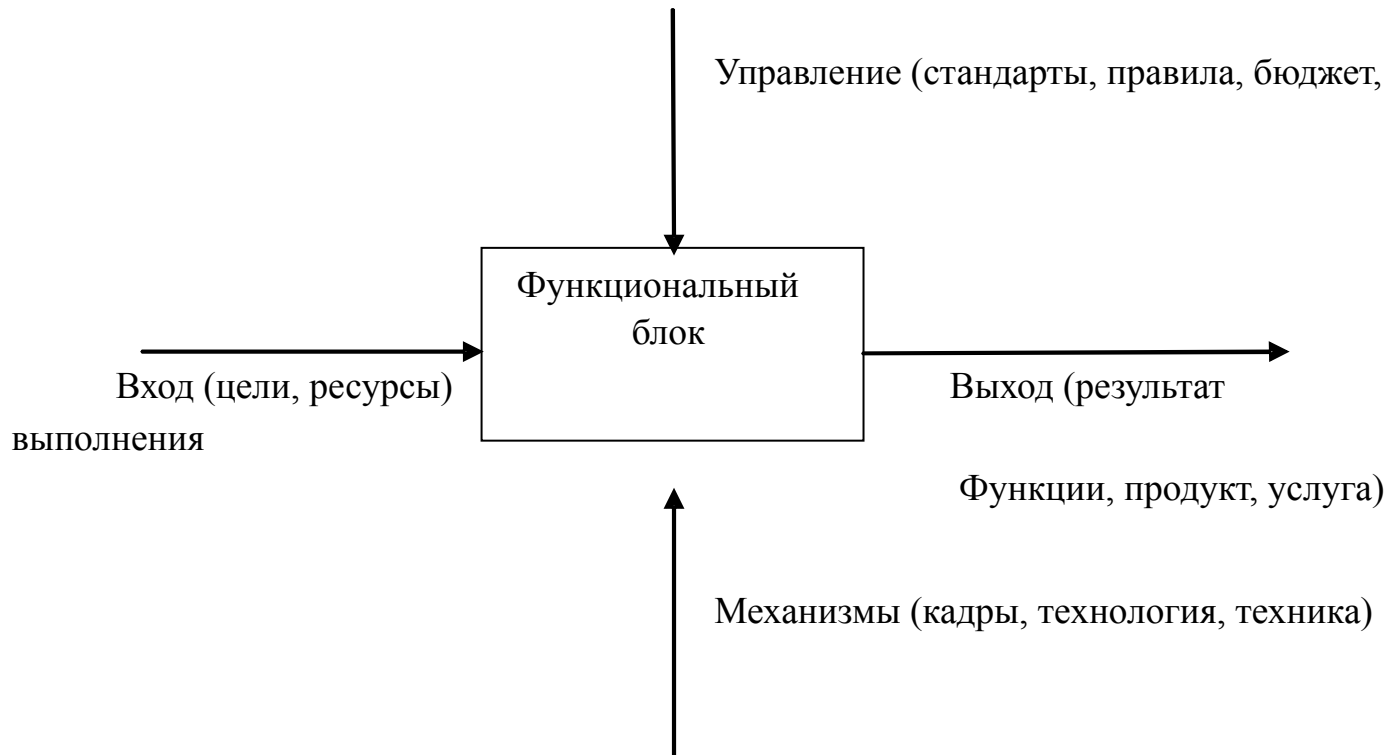 Управление (стандарты, правила, бюджет,
Функциональный
блок
Вход (цели, ресурсы)
Выход (результат
выполнения
Функции, продукт, услуга)
Механизмы (кадры, технология, техника)